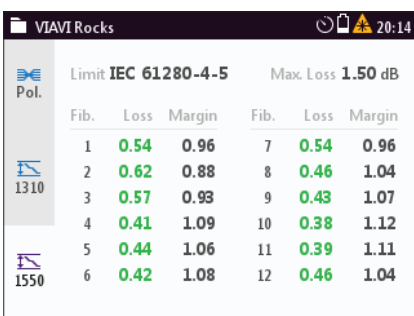 VIAVI Rocks 20:14
Pol.
1310
1550
Limit IEC 61280-4-5 Max. Loss 1.50 dB
Fib. Loss Margin Fib. Loss Margin
1 0.54 0.96 7 0.54 0.96
2 0.62 0.88 8 0.46 1.04
3 0.57 0.93 9 0.43 1.07
4 0.41 1.09 10 0.38 1.12
5 0.44 1.06 11 0.39 1.11
6 0.42 1.08 12 0.46 1.04